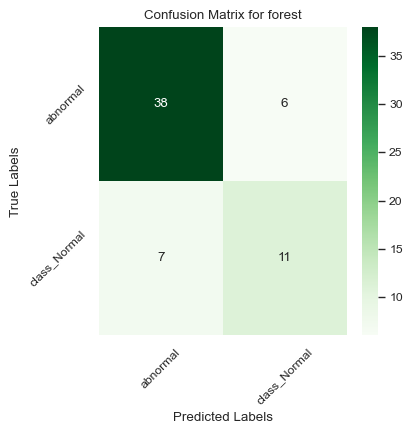 Confusion Matrix for forest
True Labels
abnormal
38
6
class_Normal
7
11
abnormal
class_Normal
Predicted Labels
35
30
25
20
15
10